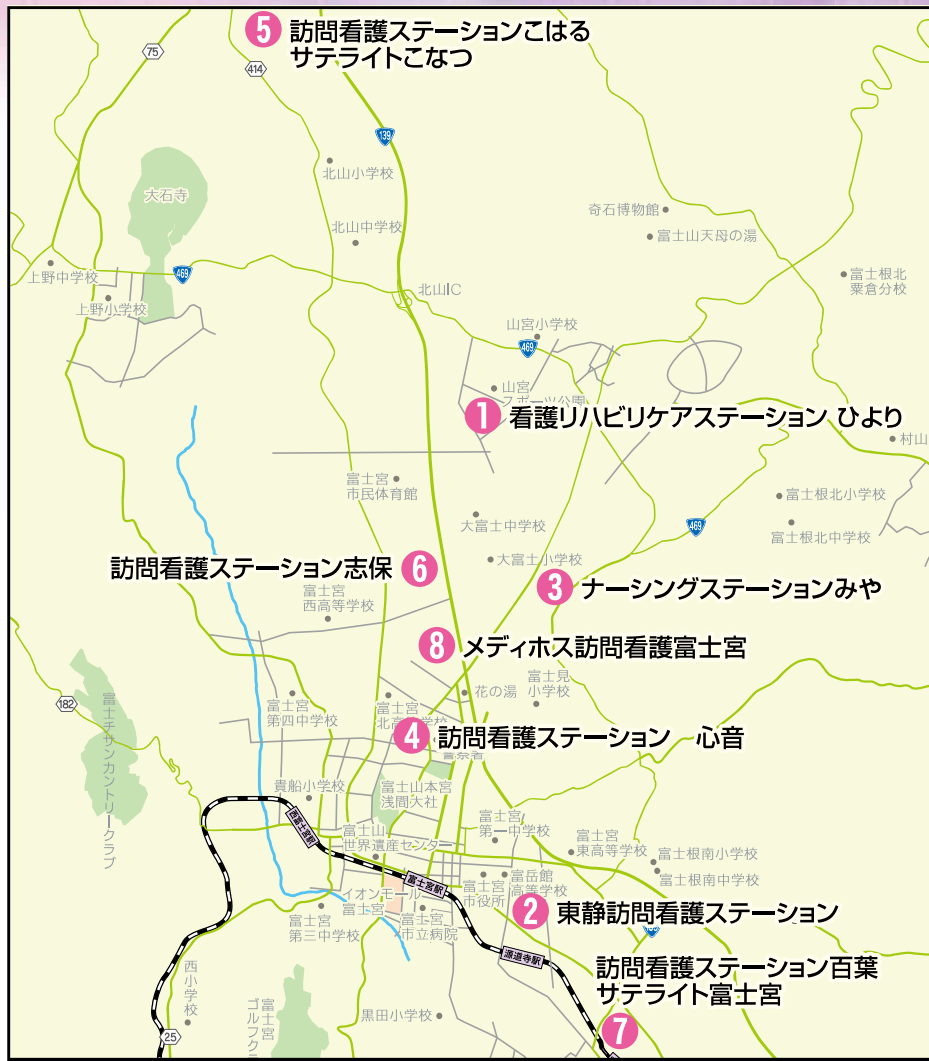 5 訪問看護ステーションこはる
サテライトこなつ
75
414
139
北山小学校
大石寺
奇石博物館
北山中学校
富士山天母の湯
上野中学校
469
富士根北
粟倉分校
北山IC
上野小学校
山宮小学校
469
山宮
スポーツ公園
1 看護リハビリケアステーション ひより
村山
富士宮
市民体育館
富士根北小学校
大富士中学校
469
富士根北中学校
大富士小学校
訪問看護ステーション志保 6
3 ナーシングステーションみや
富士宮
西高等学校
8 メディホス訪問看護富士宮
富士見
小学校
花の湯
182
富士チサンカントリークラブ
富士宮
第四中学校
富士宮
4 訪問看護ステーション 心音
貴船小学校
富士山本宮
浅間大社
西富士宮駅
富士山
世界遺産センター
富士宮
第一中学校
富士宮
東高等学校
富士根南小学校
富士根南中学校
富士宮駅
富士宮
市役所
富岳館
高等学校
イオンモール
富士宮
富士宮
第三中学校
富士宮
市立病院
2 東静訪問看護ステーション
源道寺駅
訪問看護ステーション百葉
サテライト富士宮
7
西小学校
富士宮
ゴルフクラ
黒田小学校
25